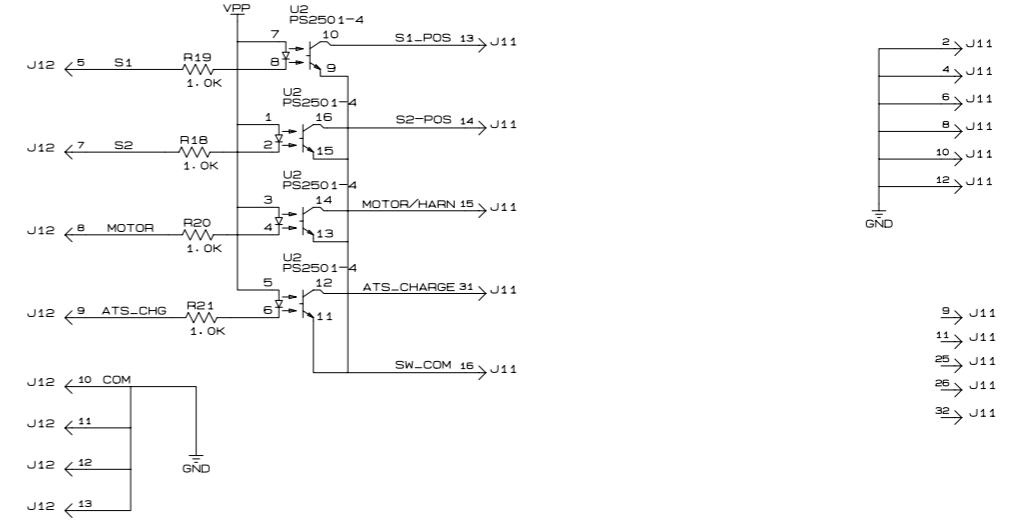 VPP
U2
PS2501-4
7
10
S1_POS 13
J11
J12
5
S1
R19
1.0K
8
9
U2
PS2501-4
1
16
S2-POS 14
J11
J12
7
S2
R18
1.0K
2
15
U2
PS2501-4
3
14
MOTOR/HARN 15
J11
J12
8
MOTOR
R20
1.0K
4
13
U2
PS2501-4
5
12
ATS_CHARGE 31
J11
J12
9
ATS_CHG
R21
1.0K
6
11
SW_COM 16
J11
J12
10 COM
J12
11
J12
12
J12
13
GND
2 J11
4 J11
6 J11
8 J11
10 J11
12 J11
GND
9 J11
11 J11
25 J11
26 J11
32 J11